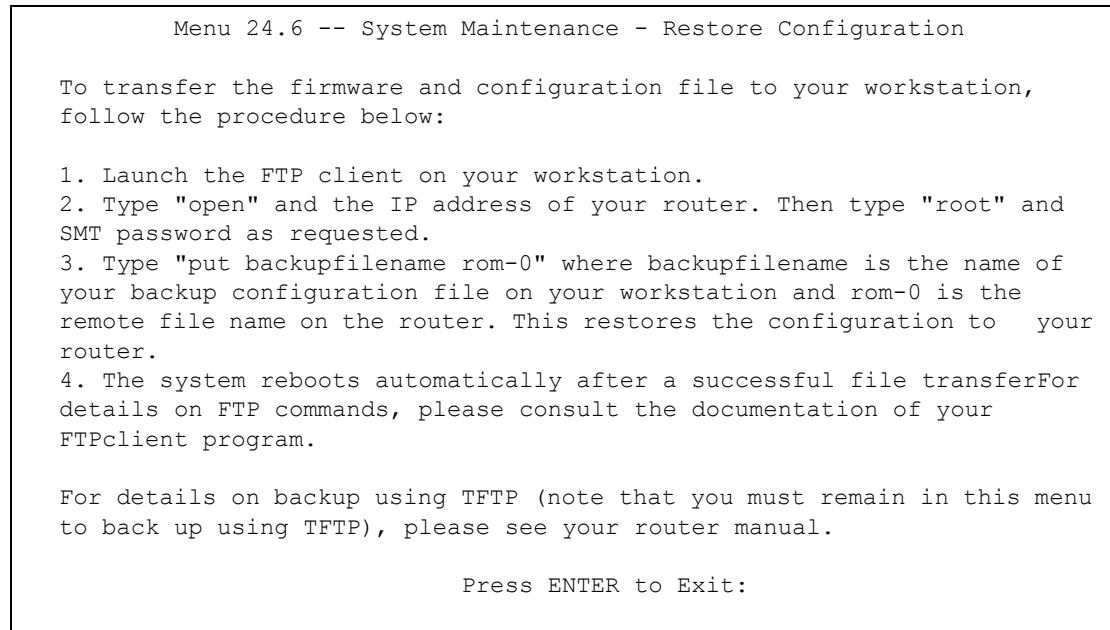 Menu 24.6 -- System Maintenance - Restore Configuration
To transfer the firmware and configuration file to your workstation,
follow the procedure below:
1. Launch the FTP client on your workstation.
2. Type "open" and the IP address of your router. Then type "root" and
SMT password as requested.
3. Type "put backupfilename rom-0" where backupfilename is the name of
your backup configuration file on your workstation and rom-0 is the
remote file name on the router. This restores the configuration to   your
router.
4. The system reboots automatically after a successful file transferFor
details on FTP commands, please consult the documentation of your
FTPclient program.
For details on backup using TFTP (note that you must remain in this menu
to back up using TFTP), please see your router manual.
Press ENTER to Exit: